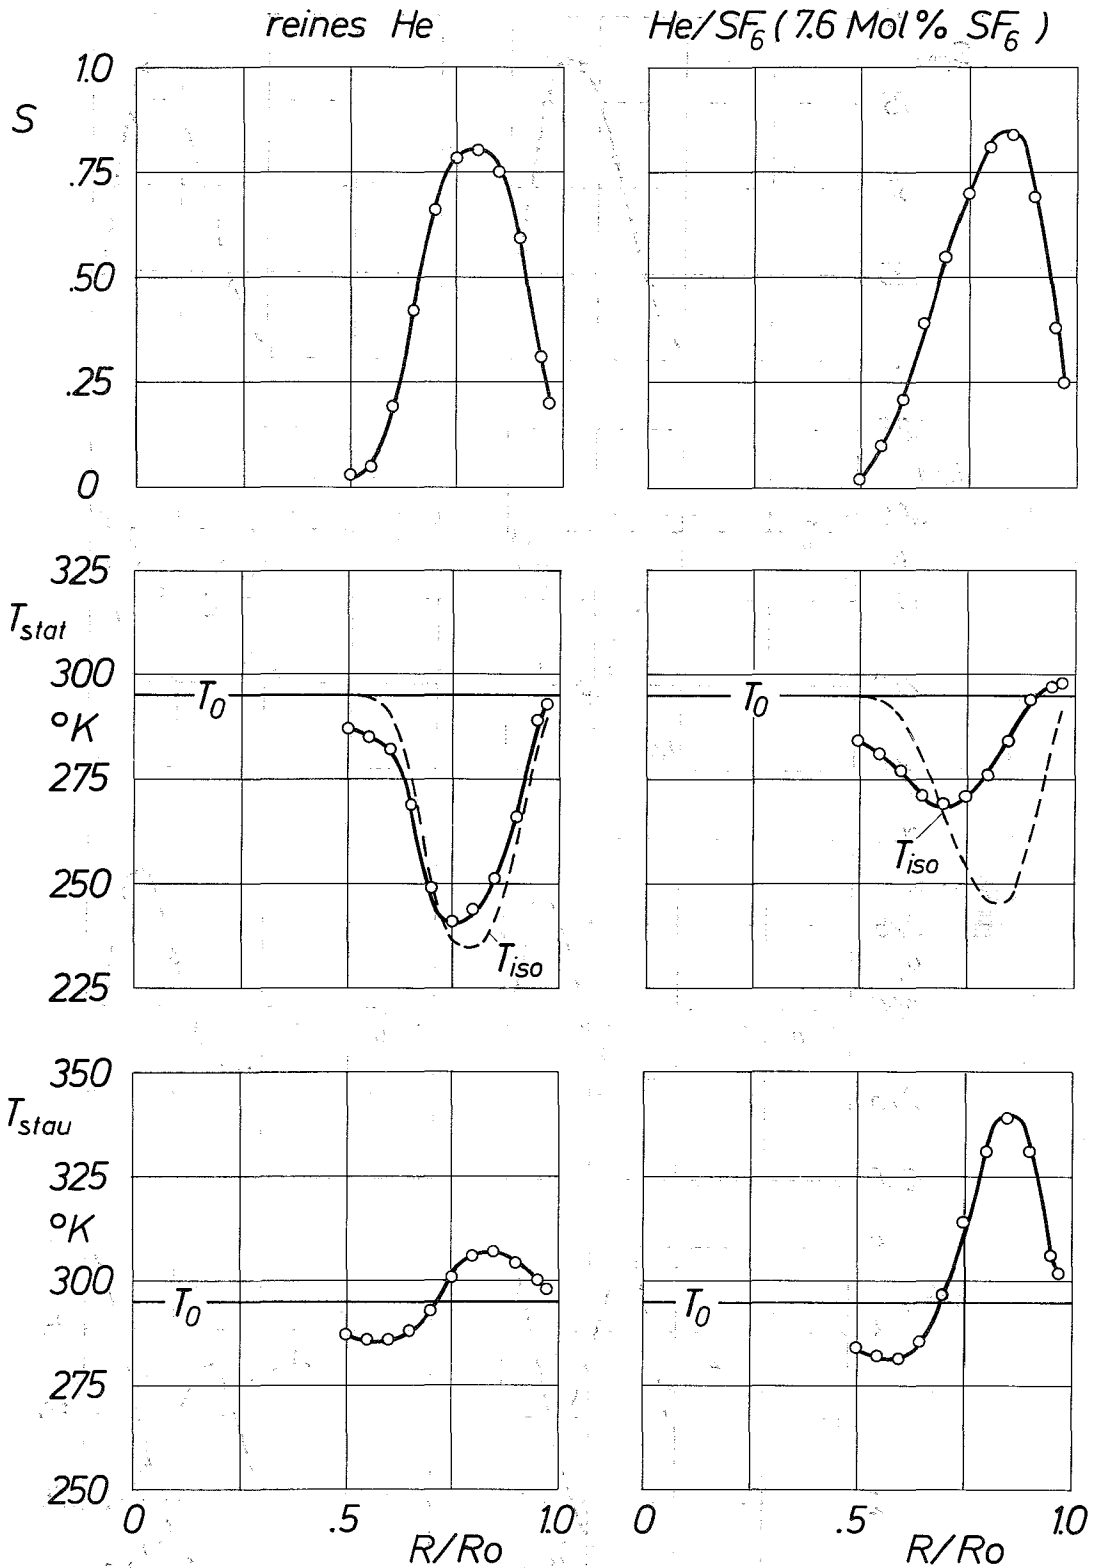 reines He
He/SF6 (7.6 Mol% SF6)
1.0
S
.75
.50
.25
0
325
Tstat
300
T0
T0
°K
275
Tiso
250
Tiso
225
350
Tstau
325
°K
300
T0
T0
275
250
0 .5 1.0
0 .5 1.0
R/Ro
R/Ro